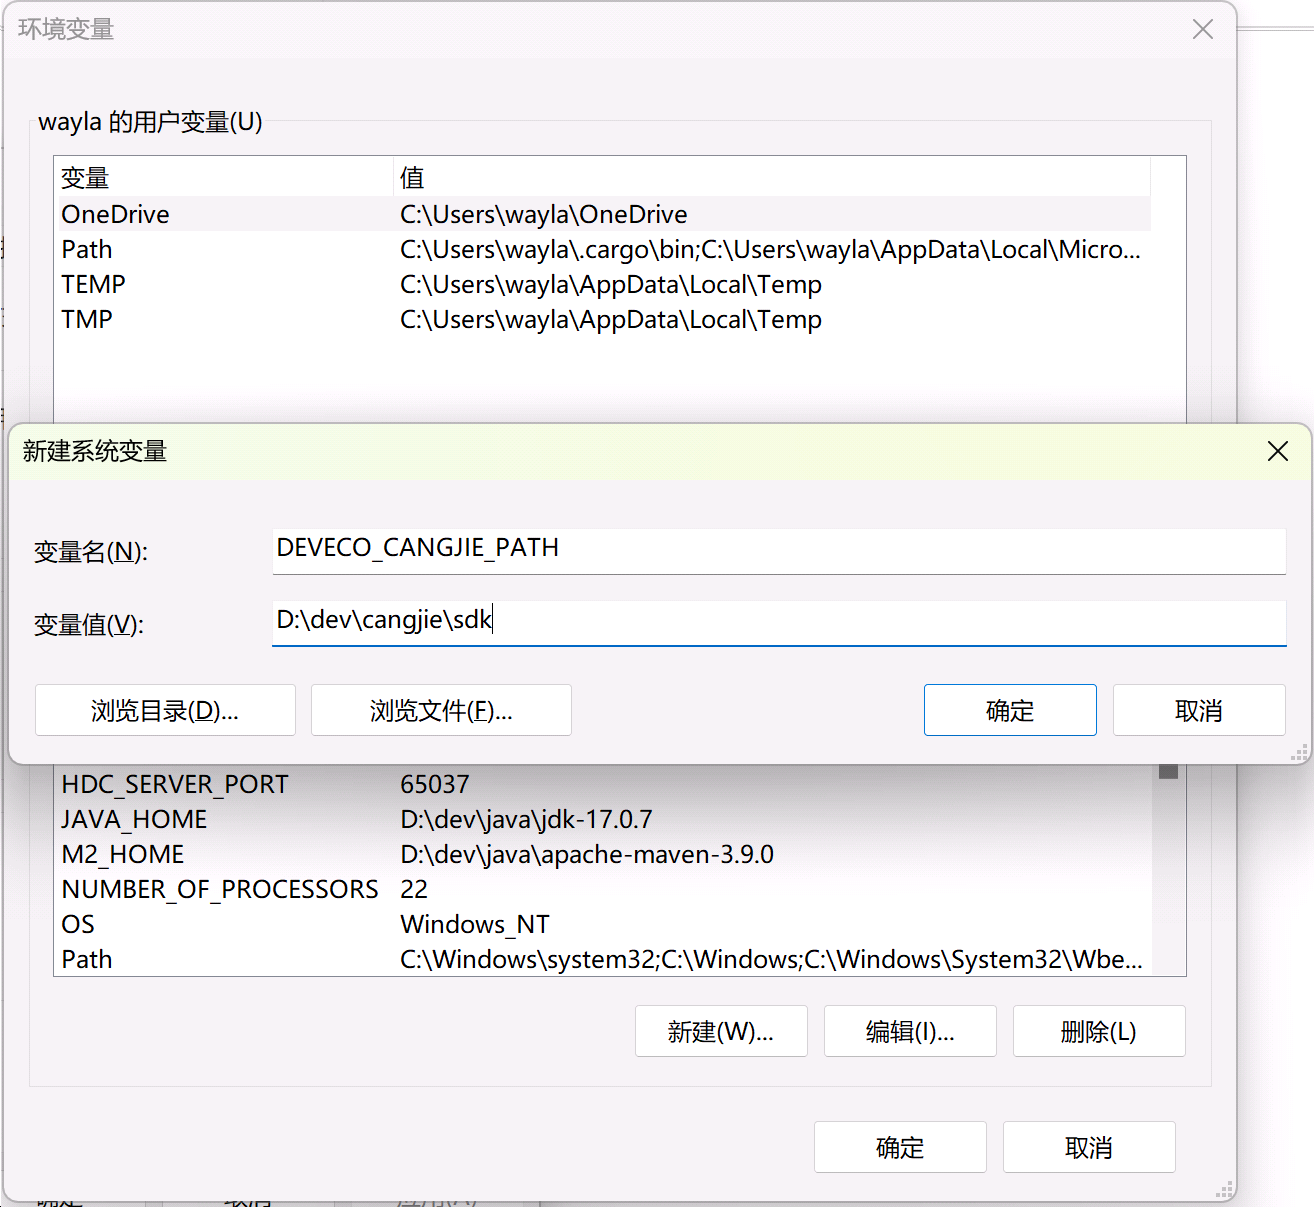 环境变量
wayla 的用户变量(U)
变量 值
OneDrive C:\Users\wayla\OneDrive
Path C:\Users\wayla\.cargo\bin;C:\Users\wayla\AppData\Local\Micro...
TEMP C:\Users\wayla\AppData\Local\Temp
TMP C:\Users\wayla\AppData\Local\Temp
新建系统变量
变量名(N): DEVECO_CANGJIE_PATH
变量值(V): D:\dev\cangjie\sdk
浏览目录(D)... 浏览文件(F)... 确定 取消
HDC_SERVER_PORT 65037
JAVA_HOME D:\dev\java\jdk-17.0.7
M2_HOME D:\dev\java\apache-maven-3.9.0
NUMBER_OF_PROCESSORS 22
OS Windows_NT
Path C:\Windows\system32;C:\Windows;C:\Windows\System32\Wbe...
新建(W)... 编辑(I)... 删除(L)
确定 取消